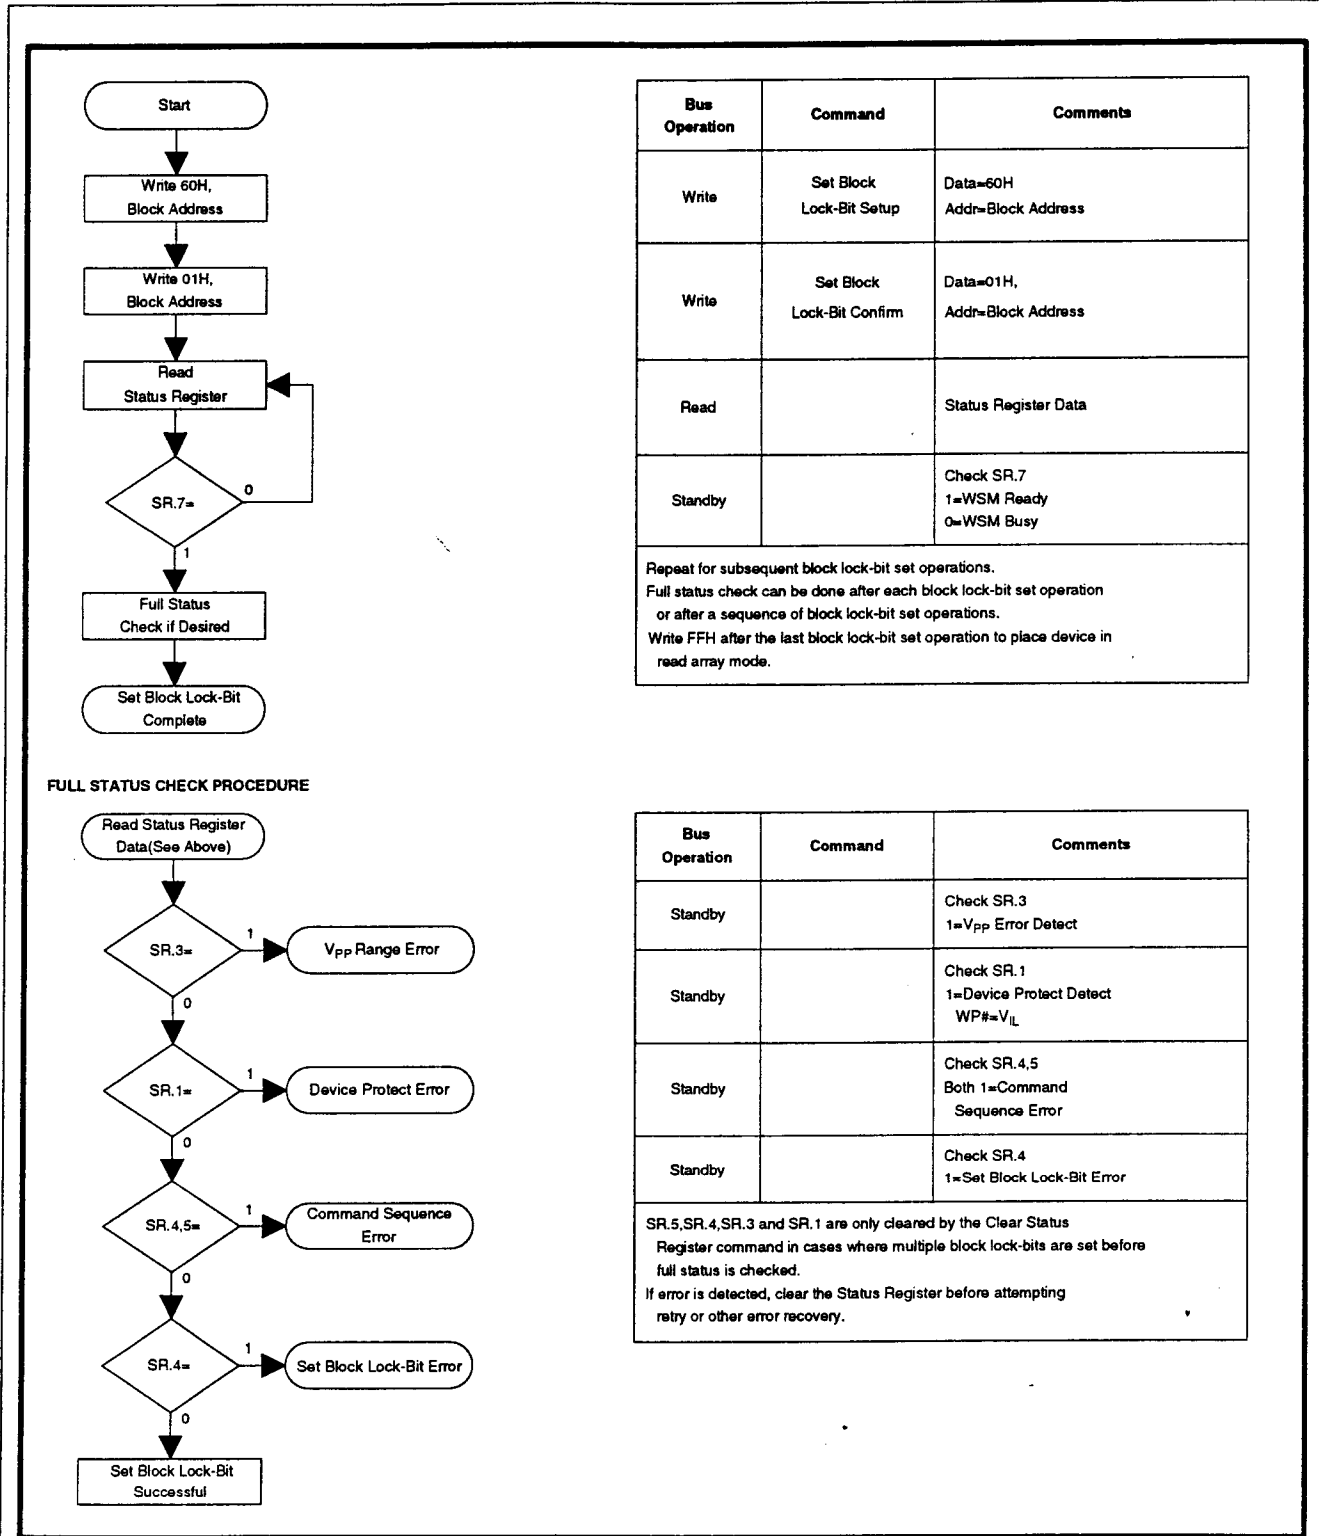 Start
Write 60H,
Block Address
Write 01H,
Block Address
Read
Status Register
SR.7=
0
1
Full Status
Check if Desired
Set Block Lock-Bit
Complete
Bus
Operation
Command
Comments
Write
Set Block
Lock-Bit Setup
Data=60H
Addr=Block Address
Write
Set Block
Lock-Bit Confirm
Data=01H,
Addr=Block Address
Read
Status Register Data
Standby
Check SR.7
1=WSM Ready
0=WSM Busy
Repeat for subsequent block lock-bit set operations.
Full status check can be done after each block lock-bit set operation
or after a sequence of block lock-bit set operations.
Write FFH after the last block lock-bit set operation to place device in
read array mode.
FULL STATUS CHECK PROCEDURE
Read Status Register
Data(See Above)
SR.3=
1
VPP Range Error
0
SR.1=
1
Device Protect Error
0
SR.4,5=
1
Command Sequence
Error
0
SR.4=
1
Set Block Lock-Bit Error
0
Set Block Lock-Bit
Successful
Bus
Operation
Command
Comments
Standby
Check SR.3
1=VPP Error Detect
Standby
Check SR.1
1=Device Protect Detect
WP#=VIL
Standby
Check SR.4,5
Both 1=Command
Sequence Error
Standby
Check SR.4
1=Set Block Lock-Bit Error
SR.5,SR.4,SR.3 and SR.1 are only cleared by the Clear Status
Register command in cases where multiple block lock-bits are set before
full status is checked.
If error is detected, clear the Status Register before attempting
retry or other error recovery.